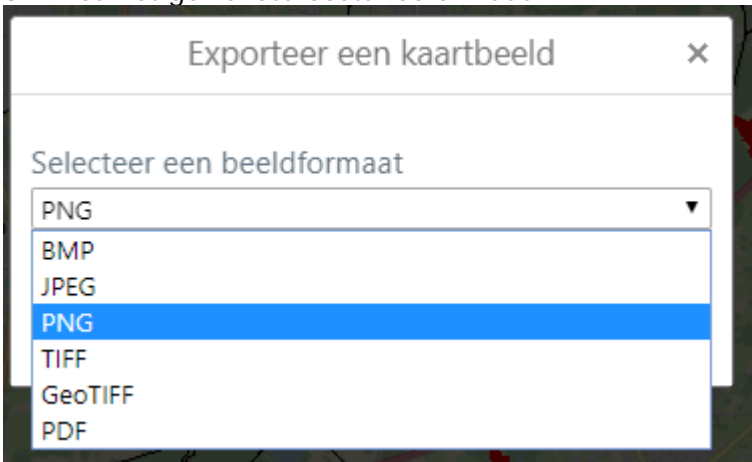 Exporteer een kaartbeeld ×
Selecteer een beeldformaat
PNG
BMP
JPEG
PNG
TIFF
GeoTIFF
PDF